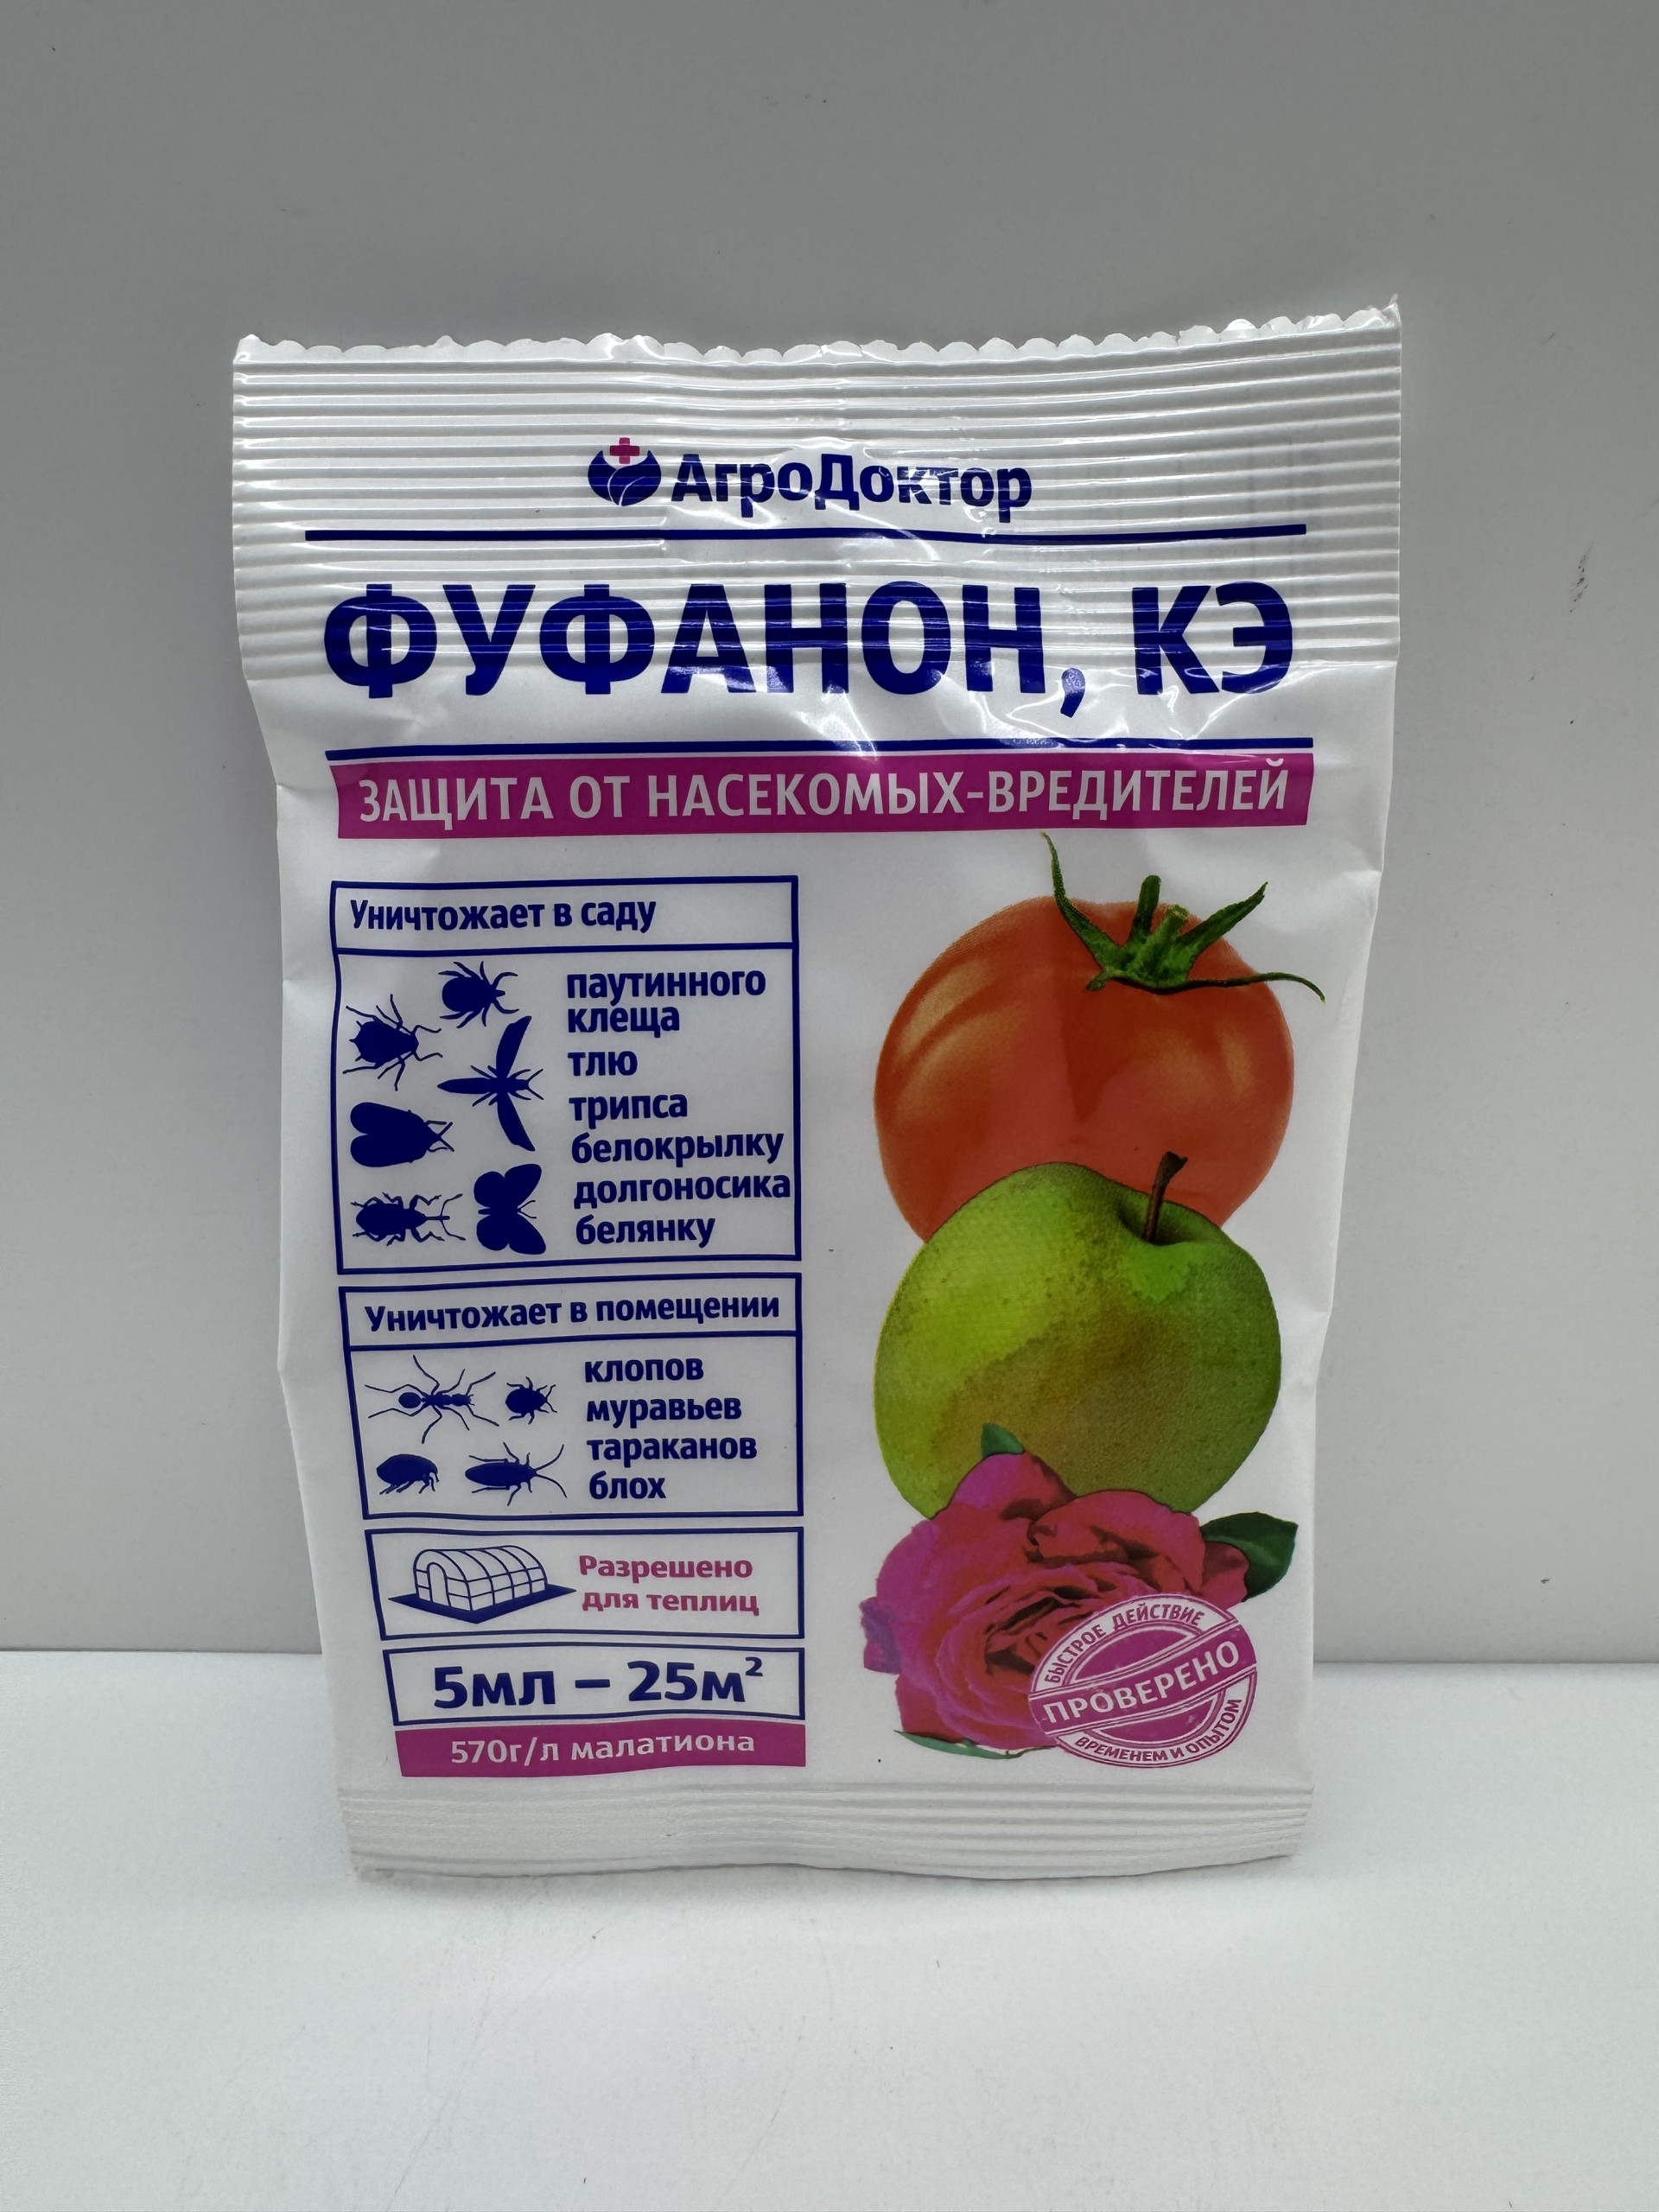 АгроДоктор
ФУФАНОН, КЭ
ЗАЩИТА ОТ НАСЕКОМЫХ-ВРЕДИТЕЛЕЙ
Уничтожает в саду
паутинного
клеща
тлю
трипса
белокрылку
долгоносика
белянку
Уничтожает в помещении
клопов
муравьев
тараканов
блох
Разрешено
для теплиц
5мл – 25м²
570г/л малатиона
БЫСТРОЕ ДЕЙСТВИЕ
ПРОВЕРЕНО
ВРЕМЕНЕМ И ОПЫТОМ